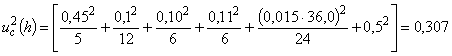 u_c^2(h) = [ 0,45^2/5 + 0,1^2/12 + 0,10^2/6 + 0,11^2/6 + (0,015·36,0)^2/24 + 0,5^2 ] = 0,307